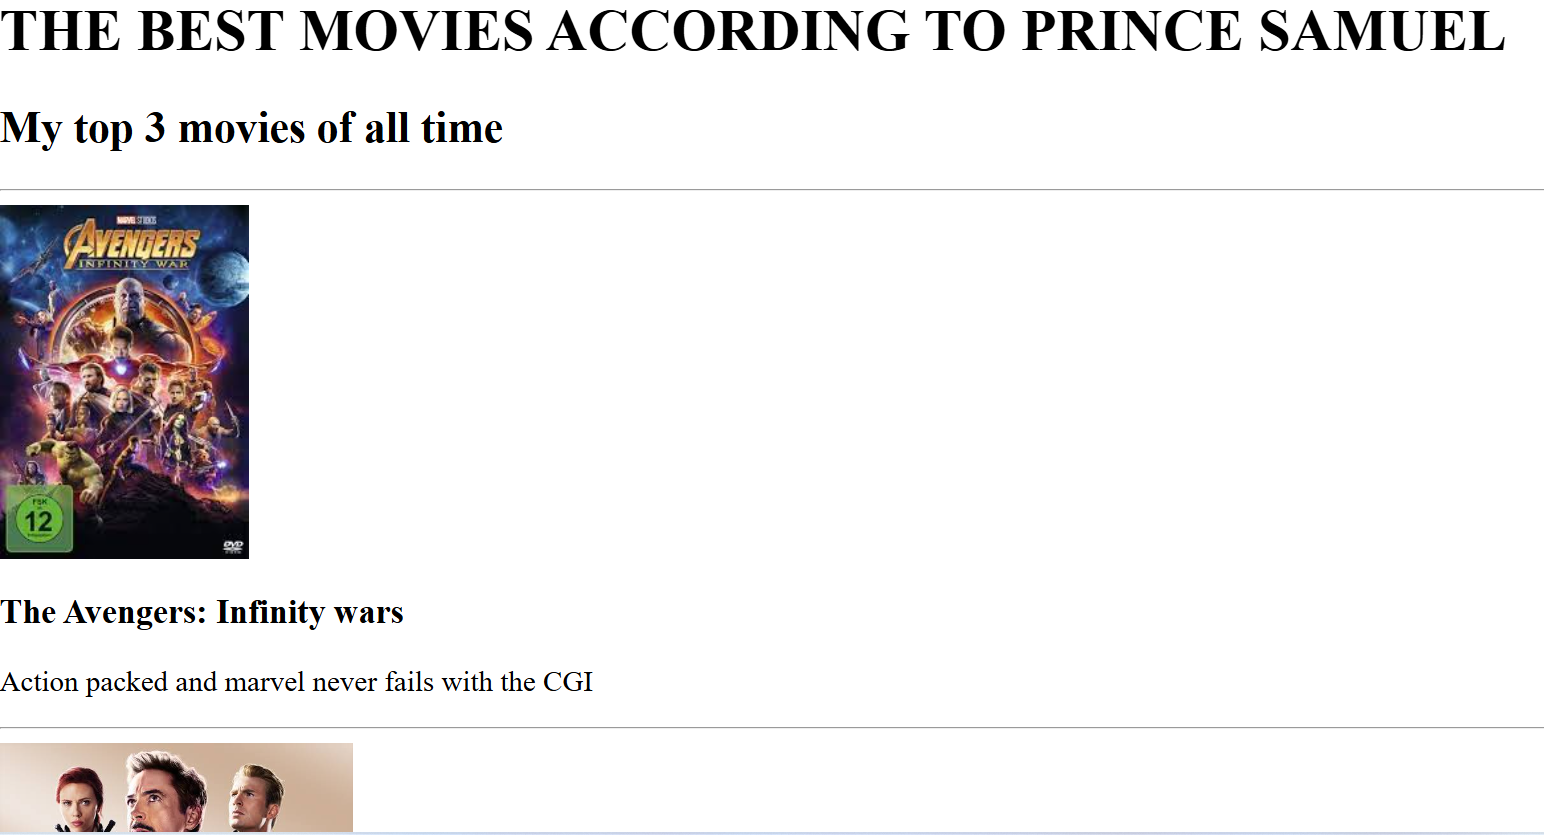 THE BEST MOVIES ACCORDING TO PRINCE SAMUEL
My top 3 movies of all time
MARVEL STUDIOS
AVENGERS
INFINITY WAR
FSK
12
DVD
The Avengers: Infinity wars
Action packed and marvel never fails with the CGI